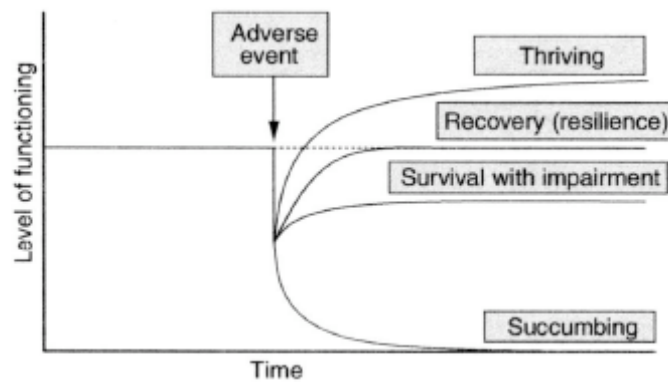 Adverse
event
Thriving
Recovery (resilience)
Survival with impairment
Succumbing
Level of functioning
Time